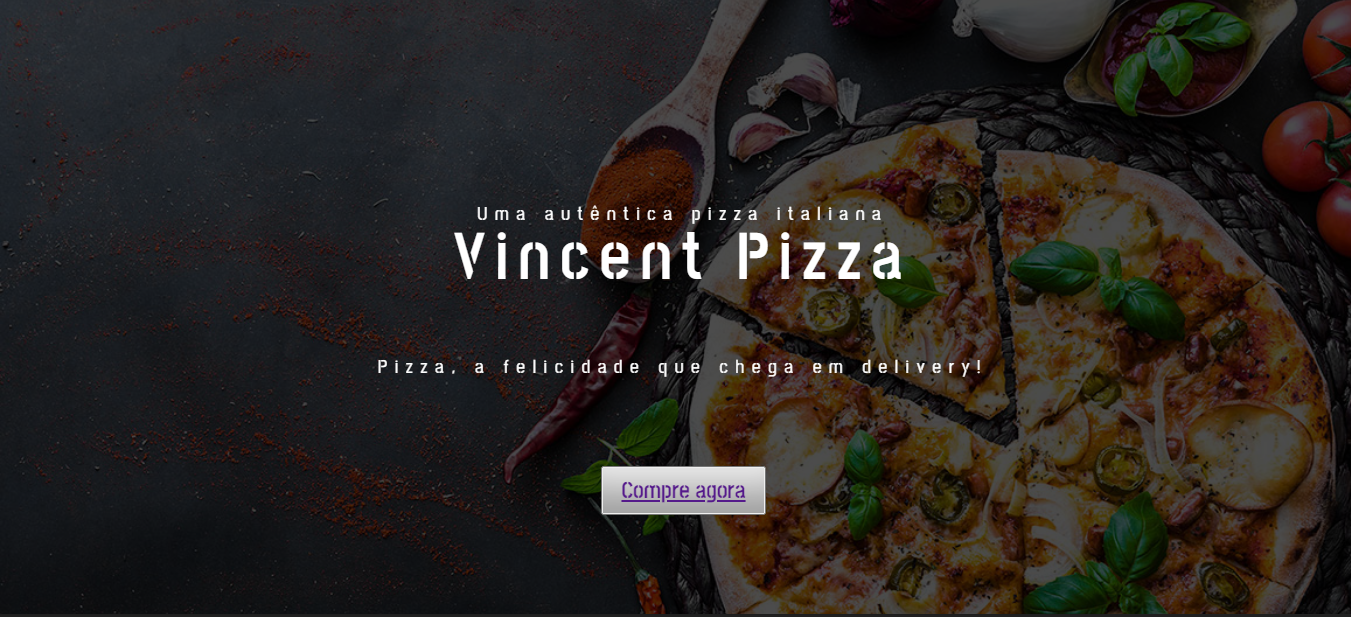 Uma autêntica pizza italiana
Vincent Pizza
Pizza, a felicidade que chega em delivery!
Compre agora